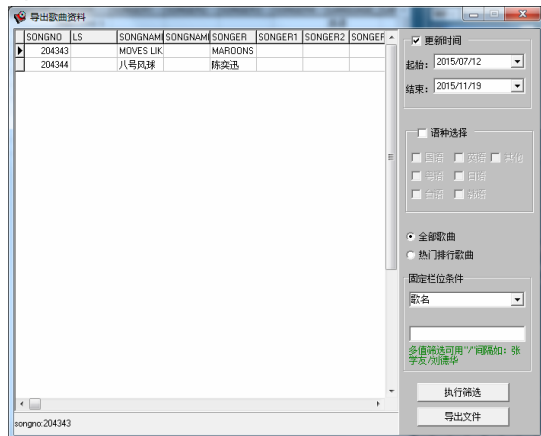 导出歌曲资料
SONGNO LS SONGNAMI SONGNAMI SONGER SONGER1 SONGER2 SONGEF
204343 MOVES LIK MAROON5
204344 八号风球 陈奕迅
songno:204343
更新时间
起始: 2015/07/12
结束: 2015/11/19
语种选择
国语 英语 其他
粤语 日语
台语 韩语
全部歌曲
热门排行歌曲
固定栏位条件
歌名
多值筛选可用"/"间隔如: 张
学友/刘德华
执行筛选
导出文件